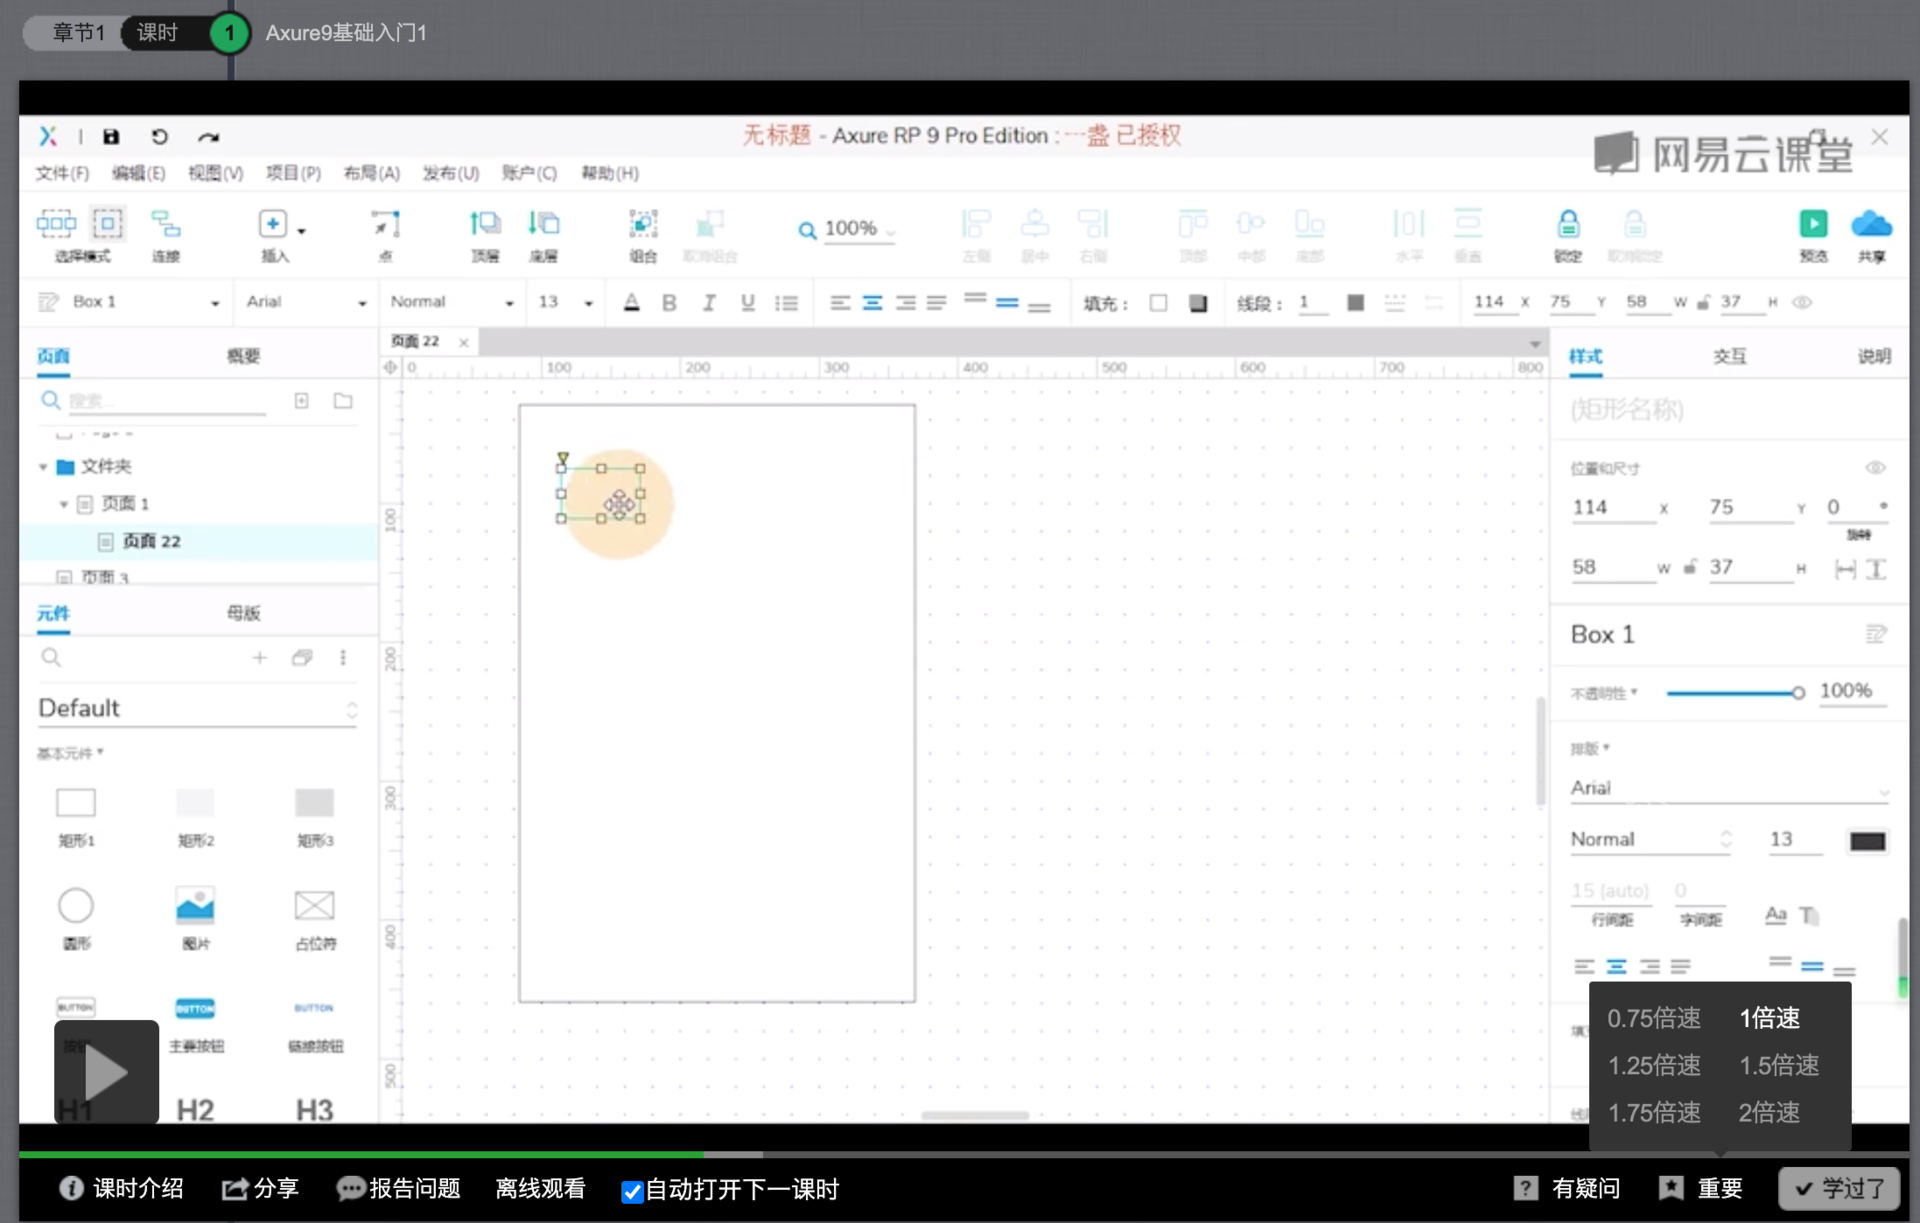 章节1 课时 1 Axure9基础入门1
无标题 - Axure RP 9 Pro Edition : 一盏 已授权
网易云课堂
文件(F) 编辑(E) 视图(V) 项目(P) 布局(A) 发布(U) 账户(C) 帮助(H)
100%
选择模式 连接 插入 点 顶层 底层 组合 取消组合 左侧 居中 右侧 顶部 中部 底部 水平 垂直 锁定 取消锁定 预览 共享
Box 1 Arial Normal 13 A B I U 填充： 线段： 1 114 X 75 Y 58 W 37 H
页面 概要 页面 22 样式 交互 说明
0 100 200 300 400 500 600 700 800
搜索...
(矩形名称)
文件夹
位置和尺寸
页面 1
114 X 75 Y 0 °
旋转
页面 22
58 W 37 H
页面 3
100
200
300
400
500
元件 母版
Box 1
Default
不透明性 100%
基本元件
排版
Arial
矩形1 矩形2 矩形3
Normal 13
15 (auto) 0 Aa T
行间距 字间距
圆形 图片 占位符
BUTTON BUTTON BUTTON
按钮 主要按钮 链接按钮
H1 H2 H3
0.75倍速 1倍速
1.25倍速 1.5倍速
1.75倍速 2倍速
课时介绍 分享 报告问题 离线观看 自动打开下一课时 ? 有疑问 重要 学过了